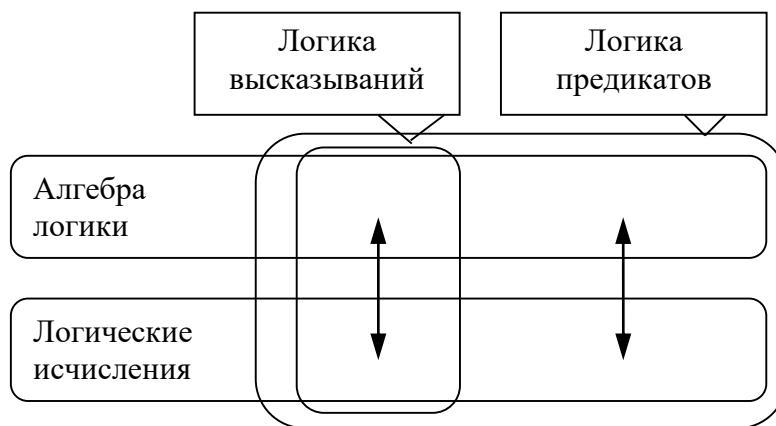 Логика
высказываний
Логика
предикатов
Алгебра
логики
Логические
исчисления